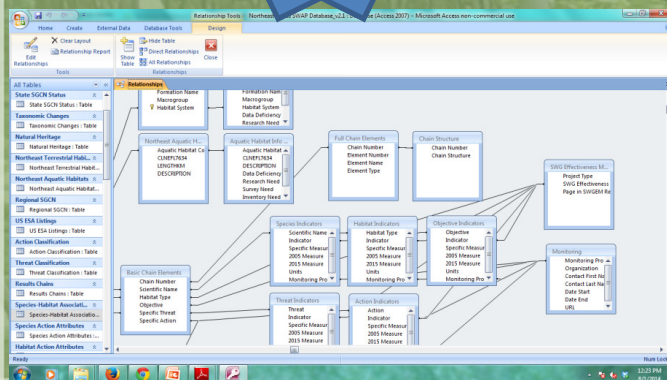 Relationship Tools
SWAP Database_v2.1 :
(Access 2007) - Microsoft Access non-commercial use
Home Create External Data Database Tools Design
Edit Relationships
Clear Layout
Relationship Report
Tools
Show Table
Hide Table
Direct Relationships
All Relationships
Close
Relationships
All Tables
State SGCN Status
State SGCN Status : Table
Taxonomic Changes
Taxonomic Changes : Table
Natural Heritage
Natural Heritage : Table
Northeast Terrestrial Habi...
Northeast Terrestrial Habit...
Northeast Aquatic Habitats
Northeast Aquatic Habitat...
Regional SGCN
Regional SGCN : Table
US ESA Listings
US ESA Listings : Table
Action Classification
Action Classification : Table
Threat Classification
Threat Classification : Table
Results Chains
Results Chains : Table
Species-Habitat Associati...
Species-Habitat Associatio...
Species Action Attributes
Species Action Attributes :...
Habitat Action Attributes
Relationships
Formation Name
Macrogroup
Habitat System
Formation Nam
Macrogroup
Habitat System
Data Deficiency
Research Need
Northeast Aquatic H...
Aquatic Habitat Co
CLNEFL7634
LENGTHKM
DESCRIPTION
Aquatic Habitat Info ...
Aquatic Habitat
CLNEFL7634
DESCRIPTION
Data Deficiency
Research Need
Survey Need
Inventory Need
Full Chain Elements
Chain Number
Element Number
Element Name
Element Type
Chain Structure
Chain Number
Chain Structure
SWG Effectiveness M...
Project Type
SWG Effectiveness
Page in SWGEM Re
Species Indicators
Scientific Name
Indicator
Specific Measur
2005 Measure
2015 Measure
Units
Monitoring Pro
Habitat Indicators
Habitat Type
Indicator
Specific Measur
2005 Measure
2015 Measure
Units
Monitoring Pro
Objective Indicators
Objective
Indicator
Specific Measur
2005 Measure
2015 Measure
Units
Monitoring Pro
Monitoring
Monitoring Pro
Organization
Contact First Na
Contact Last Na
Date Start
Date End
URL
Basic Chain Elements
Chain Number
Scientific Name
Habitat Type
Objective
Specific Threat
Specific Action
Threat Indicators
Threat
Indicator
Specific Measur
2005 Measure
2015 Measure
Action Indicators
Action
Indicator
Specific Measur
2005 Measure
2015 Measure
Ready
Num Lock
12:23 PM